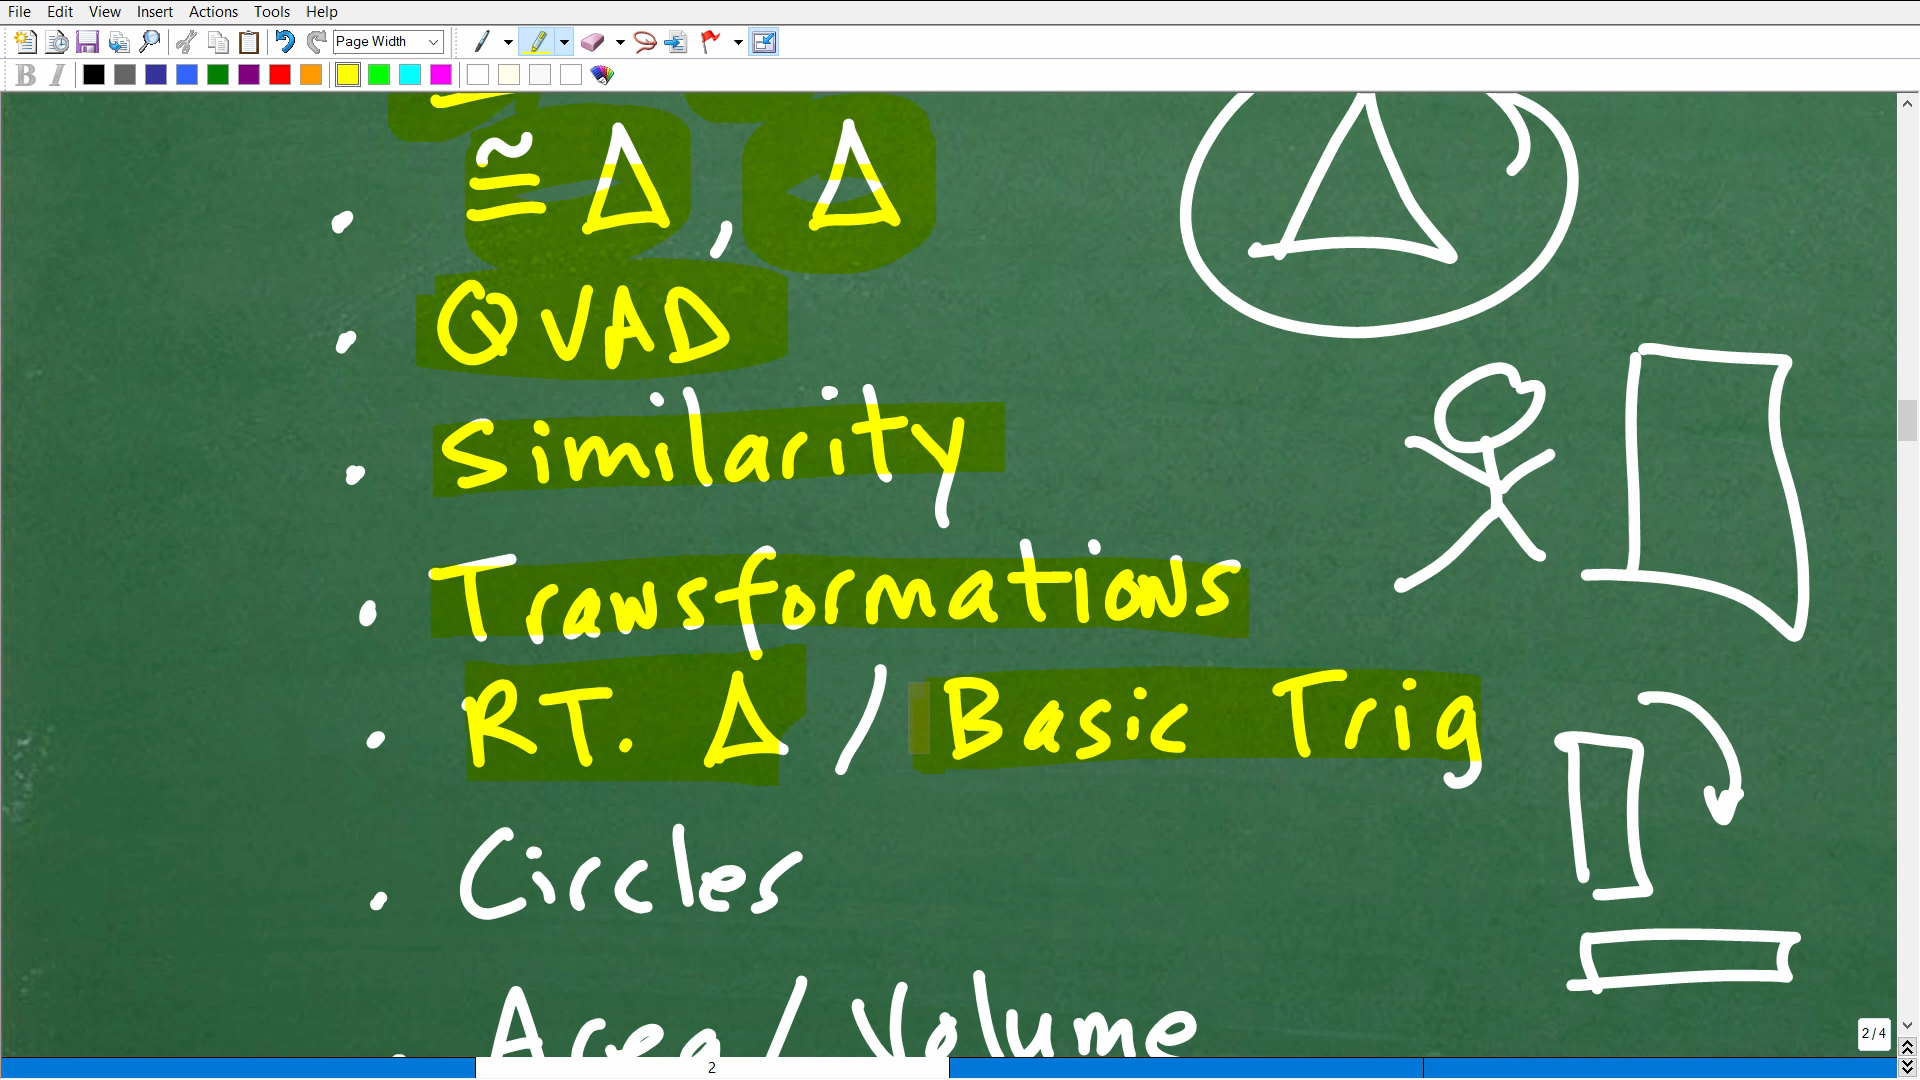 File Edit View Insert Actions Tools Help
Page Width
B I
≅ Δ, Δ
QUAD
Similarity
Transformations
RT. Δ / Basic Trig
Circles
Area / Volume
2 / 4
2